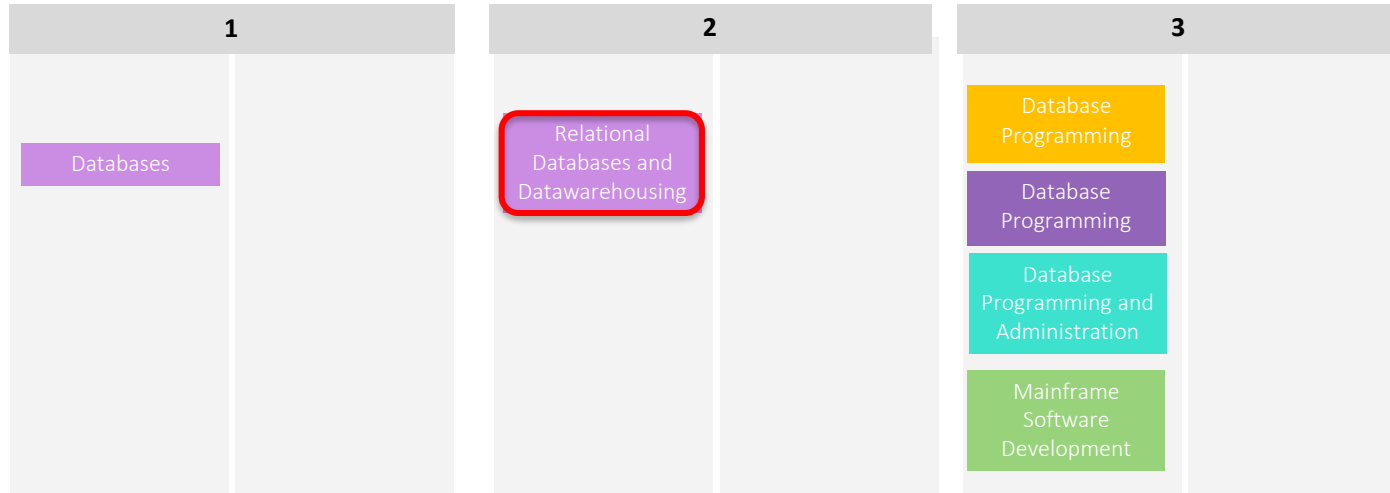 1
2
3
Databases
Relational
Databases and
Datawarehousing
Database
Programming
Database
Programming
Database
Programming and
Administration
Mainframe
Software
Development